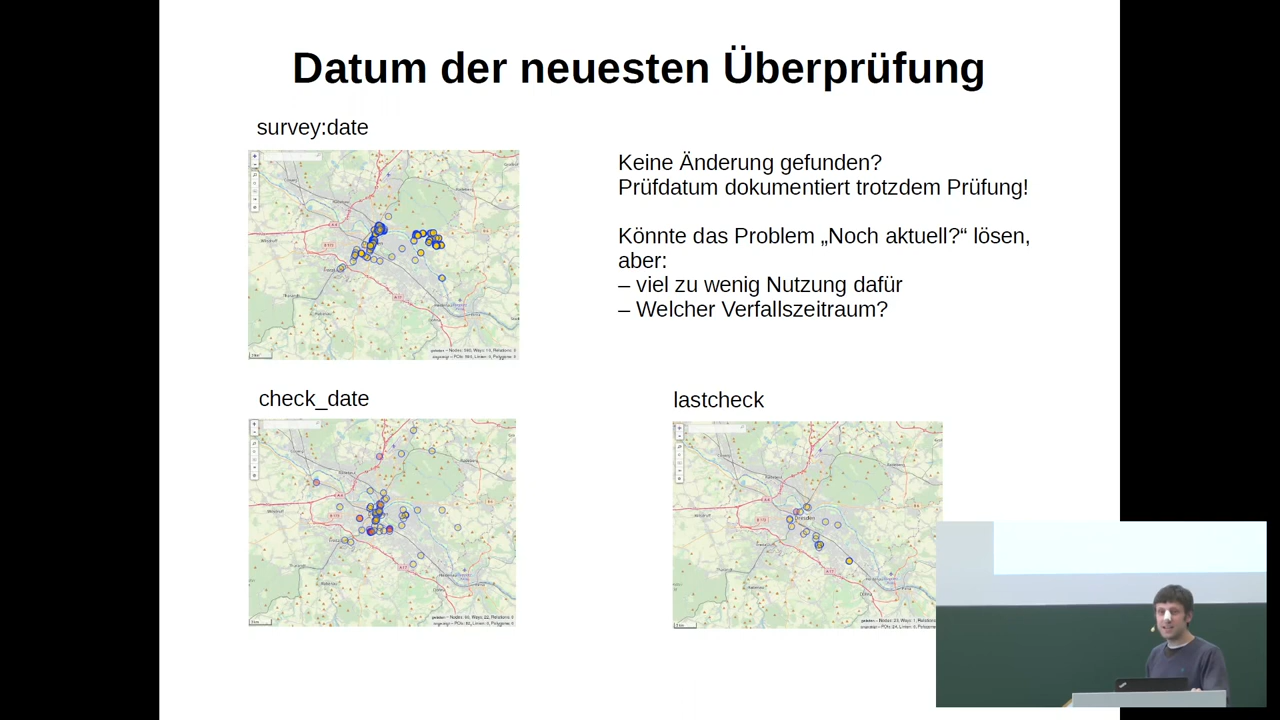 Datum der neuesten Überprüfung
survey:date
Keine Änderung gefunden?
Prüfdatum dokumentiert trotzdem Prüfung!
Könnte das Problem „Noch aktuell?“ lösen,
aber:
– viel zu wenig Nutzung dafür
– Welcher Verfallszeitraum?
check_date
lastcheck
Dresden